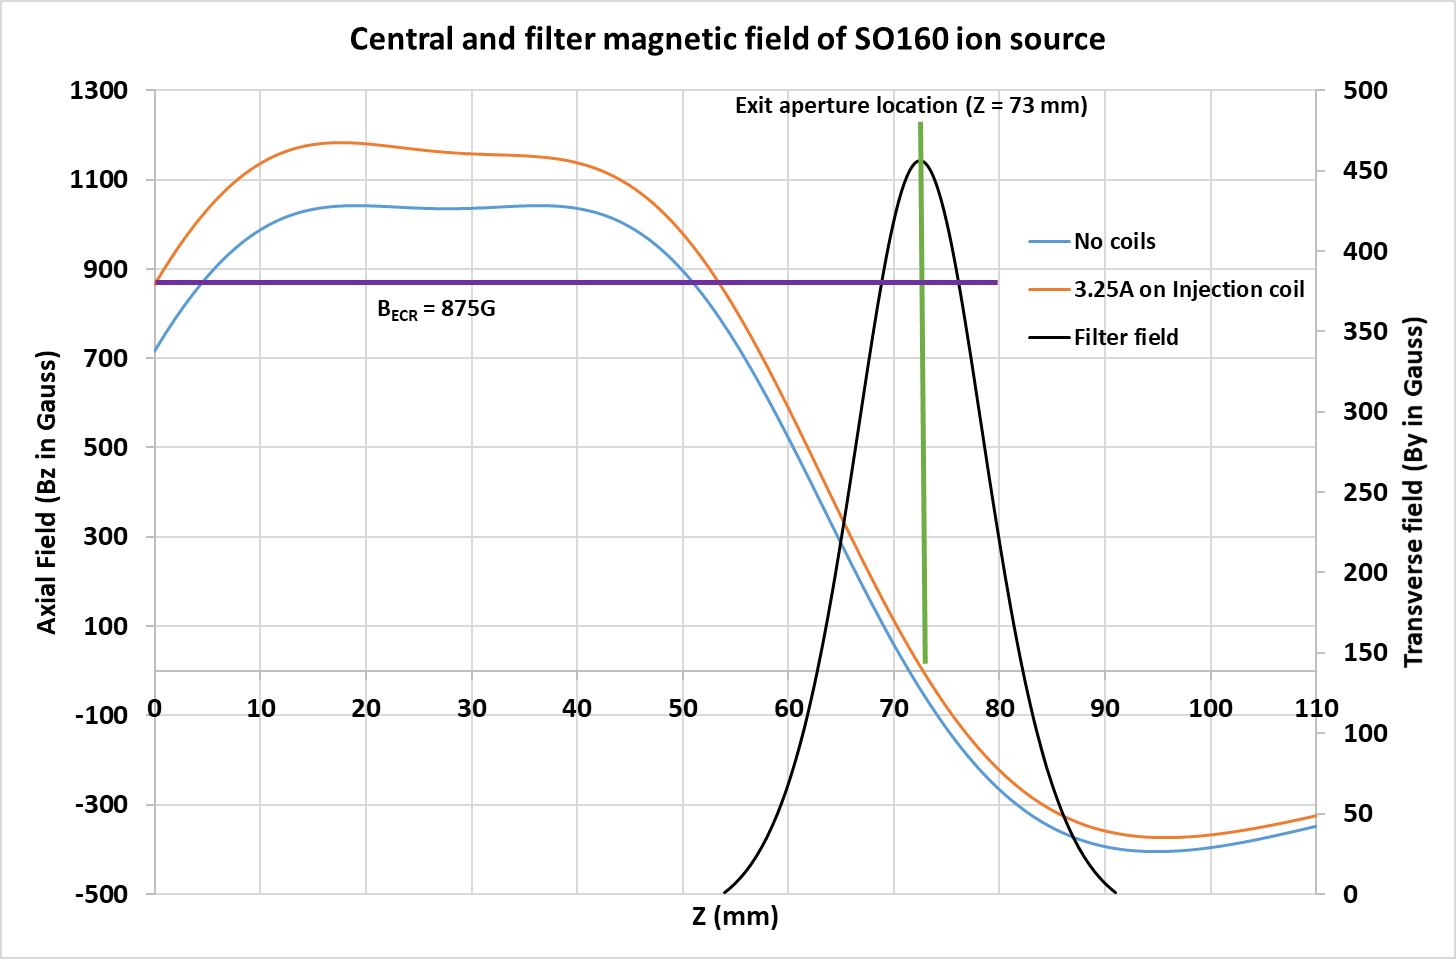 Central and filter magnetic field of SO160 ion source
Exit aperture location (Z = 73 mm)
1300
1100
900
700
500
300
100
-100
-300
-500
Axial Field (Bz in Gauss)
500
450
400
350
300
250
200
150
100
50
0
Transverse field (By in Gauss)
No coils
3.25A on Injection coil
Filter field
BECR = 875G
0 10 20 30 40 50 60 70 80 90 100 110
Z (mm)